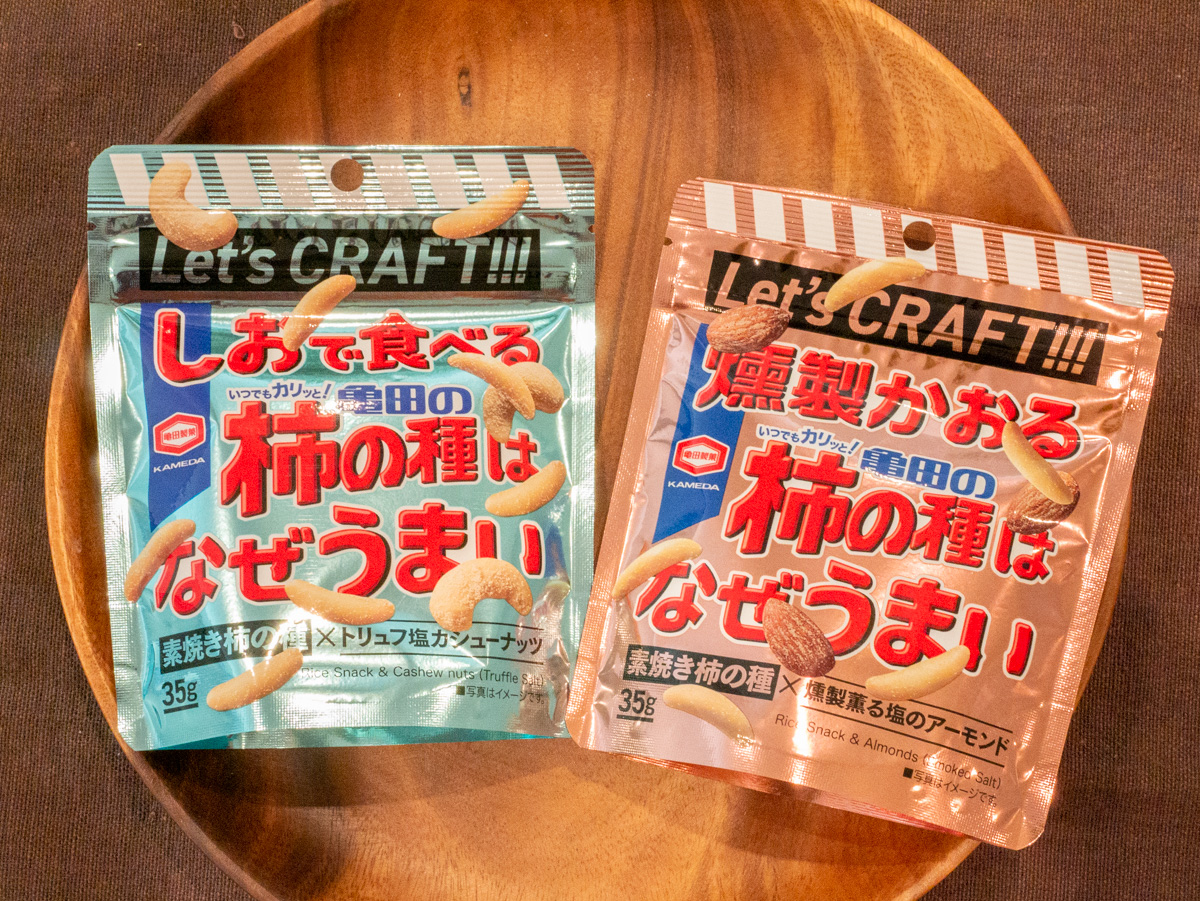 Let's CRAFT!!!
しおで食べる
いつでもカリッと!
亀田の
柿の種は
なぜうまい
亀田製菓
KAMEDA
素焼き柿の種×トリュフ塩カシューナッツ
Rice Snack & Cashew nuts (Truffle Salt)
35g
■写真はイメージです。
Let's CRAFT!!!
燻製かおる
いつでもカリッと!
亀田の
柿の種は
なぜうまい
亀田製菓
KAMEDA
素焼き柿の種×燻製薫る塩のアーモンド
Rice Snack & Almonds (Smoked Salt)
35g
■写真はイメージです。